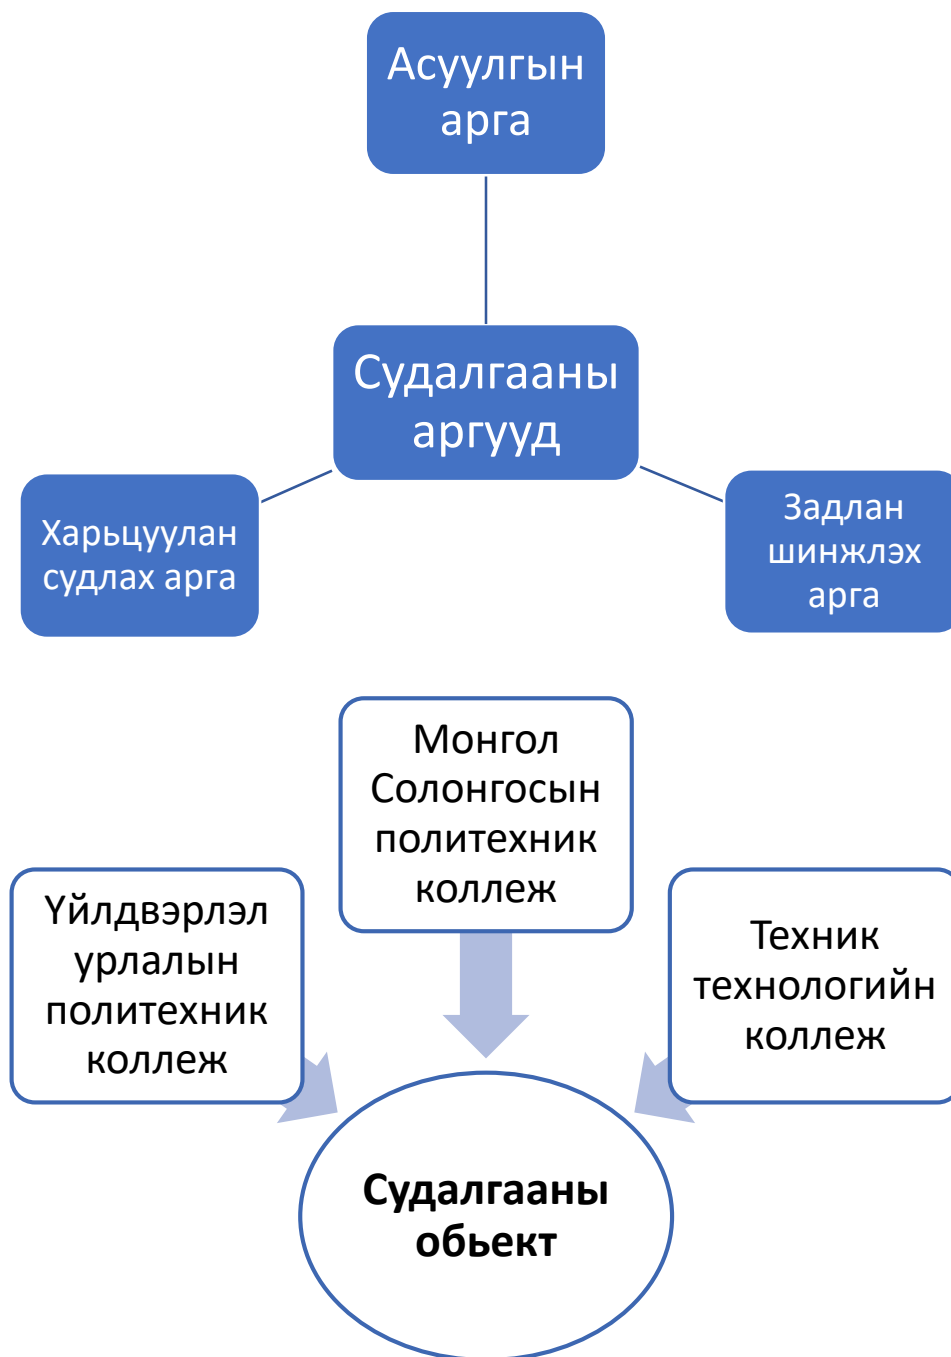 Асуулгын
арга
Судалгааны
аргууд
Харьцуулан
судлах арга
Задлан
шинжлэх
арга
Монгол
Солонгосын
политехник
коллеж
Үйлдвэрлэл
урлалын
политехник
коллеж
Техник
технологийн
коллеж
Судалгааны
обьект